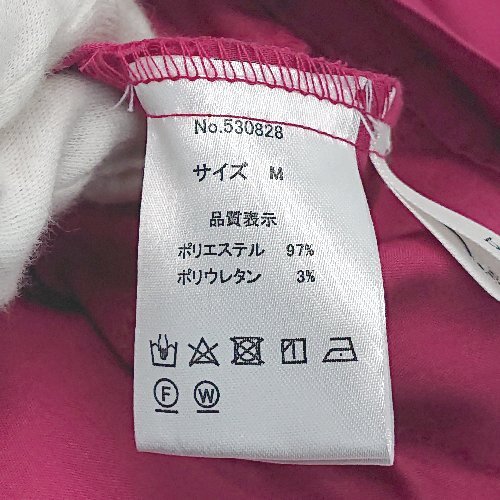 No.530828
サイズ M
品質表示
ポリエステル 97%
ポリウレタン 3%
F W